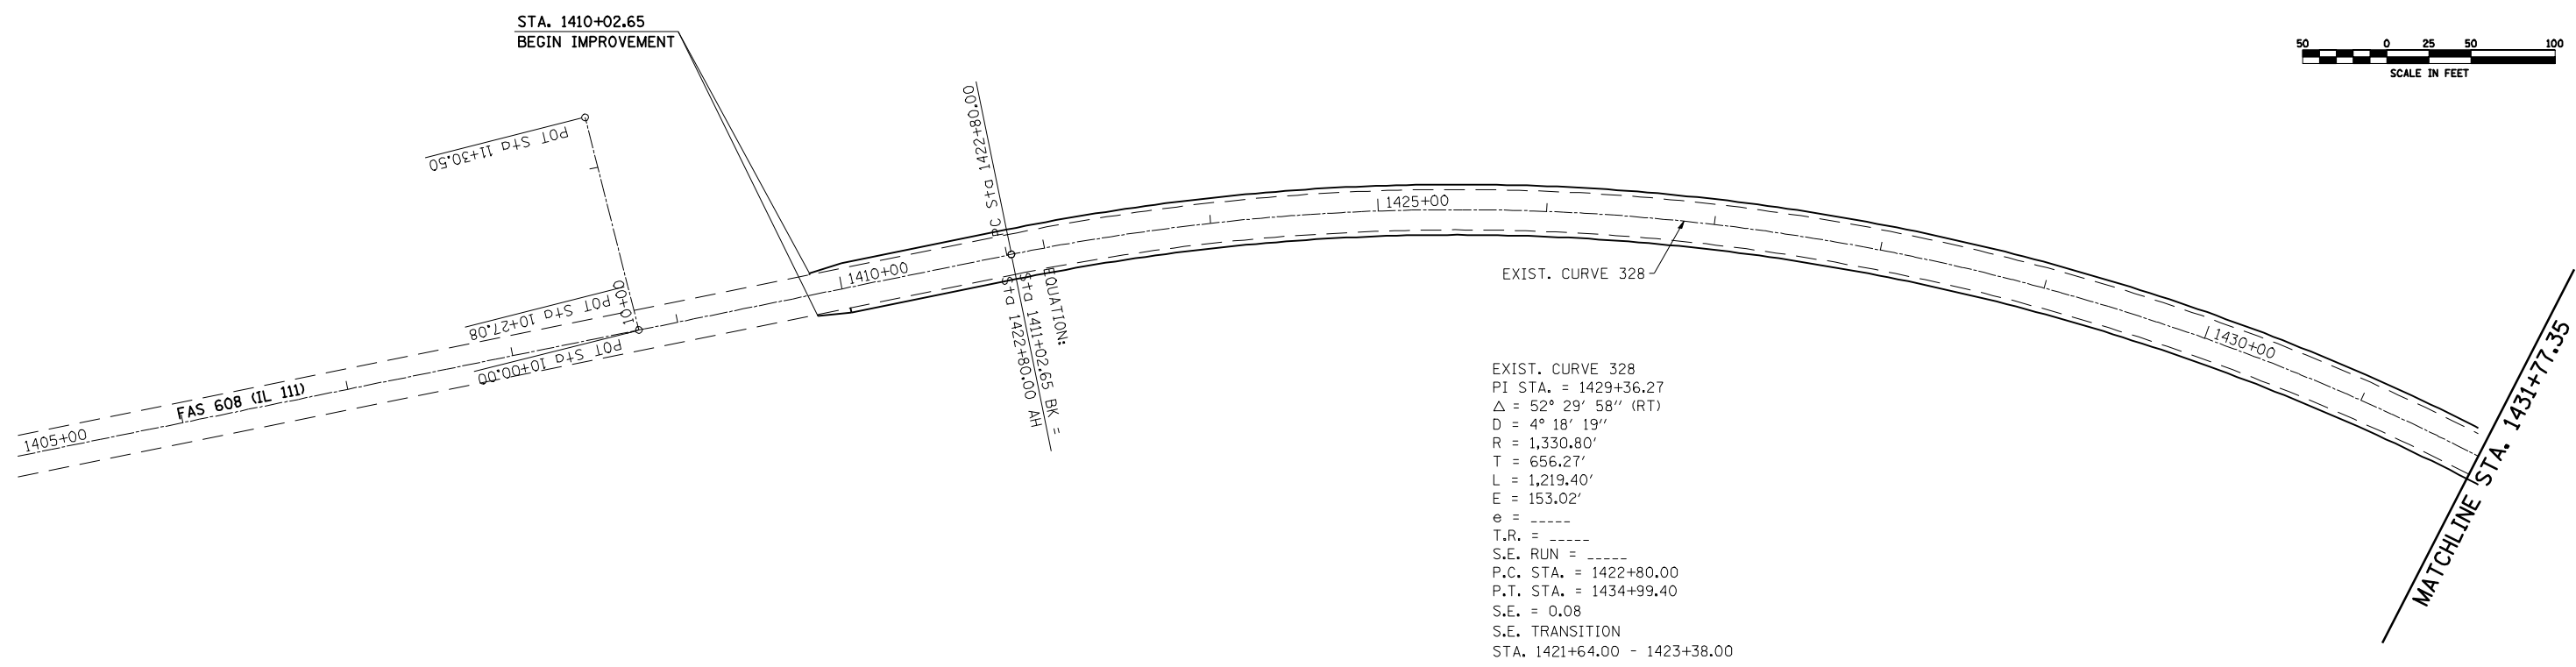 STA. 1410+02.65
BEGIN IMPROVEMENT
50 0 25 50 100
SCALE IN FEET
POT Sta 11+30.50
PC Sta 1422+80.00
1425+00
EXIST. CURVE 328
1410+00
10+00
POT Sta 10+27.08
POT Sta 10+00.00
EQUATION:
Sta 1411+02.65 BK =
Sta 1422+80.00 AH
FAS 608 (IL 111)
1405+00
1430+00
MATCHLINE STA. 1431+77.35
EXIST. CURVE 328
PI STA. = 1429+36.27
Δ = 52° 29' 58'' (RT)
D = 4° 18' 19''
R = 1,330.80'
T = 656.27'
L = 1,219.40'
E = 153.02'
e = _____
T.R. = _____
S.E. RUN = _____
P.C. STA. = 1422+80.00
P.T. STA. = 1434+99.40
S.E. = 0.08
S.E. TRANSITION
STA. 1421+64.00 - 1423+38.00